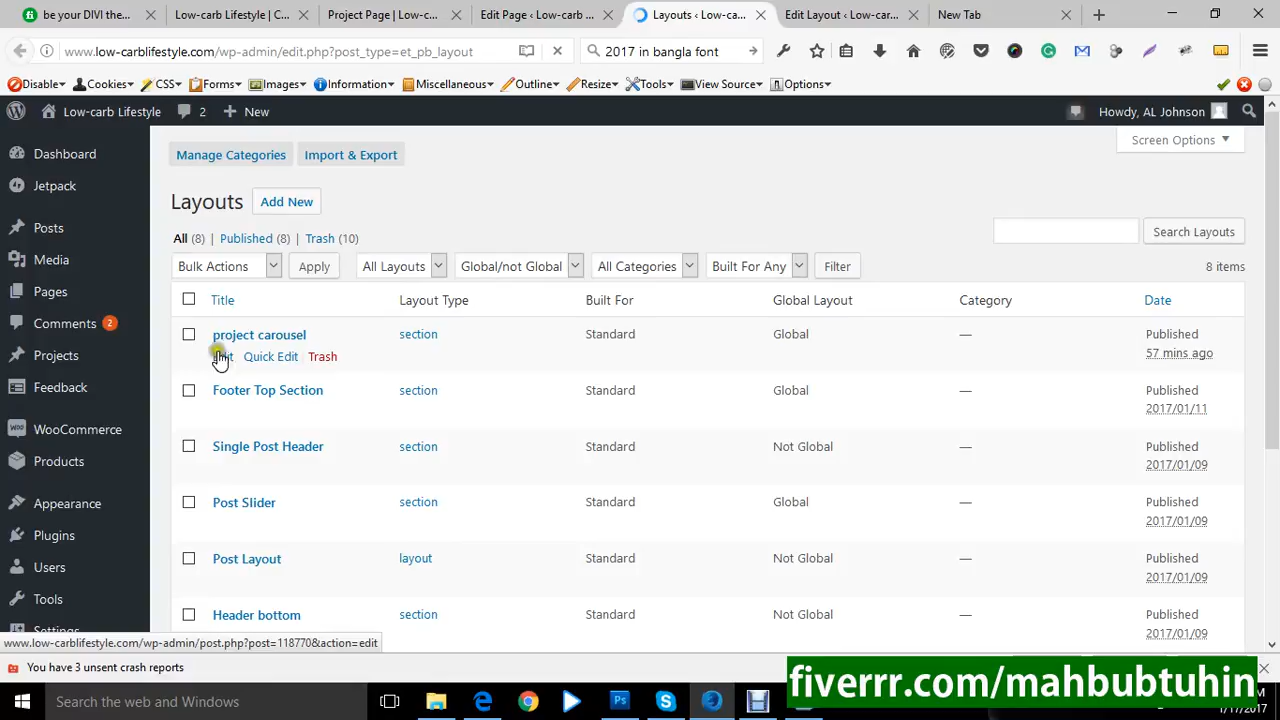 be your DIVI the...
Low-carb Lifestyle | C...
Project Page | Low-c...
Edit Page ‹ Low-carb ...
Layouts ‹ Low-ca...
Edit Layout ‹ Low-car...
New Tab
www.low-carblifestyle.com/wp-admin/edit.php?post_type=et_pb_layout
2017 in bangla font
Disable
Cookies
CSS
Forms
Images
Information
Miscellaneous
Outline
Resize
Tools
View Source
Options
Low-carb Lifestyle
2
New
Howdy, AL Johnson
Dashboard
Jetpack
Posts
Media
Pages
Comments 2
Projects
Feedback
WooCommerce
Products
Appearance
Plugins
Users
Tools
Settings
Manage Categories
Import & Export
Screen Options
Layouts
Add New
All (8) | Published (8) | Trash (10)
Search Layouts
Bulk Actions
Apply
All Layouts
Global/not Global
All Categories
Built For Any
Filter
8 items
Title
Layout Type
Built For
Global Layout
Category
Date
project carousel
section
Standard
Global
—
Published
57 mins ago
Quick Edit
Trash
Footer Top Section
section
Standard
Global
—
Published
2017/01/11
Single Post Header
section
Standard
Not Global
—
Published
2017/01/09
Post Slider
section
Standard
Global
—
Published
2017/01/09
Post Layout
layout
Standard
Not Global
—
Published
2017/01/09
Header bottom
section
Standard
Not Global
—
Published
2017/01/09
www.low-carblifestyle.com/wp-admin/post.php?post=118770&action=edit
You have 3 unsent crash reports
fiverrr.com/mahbubtuhin
Search the web and Windows
1/17/2017